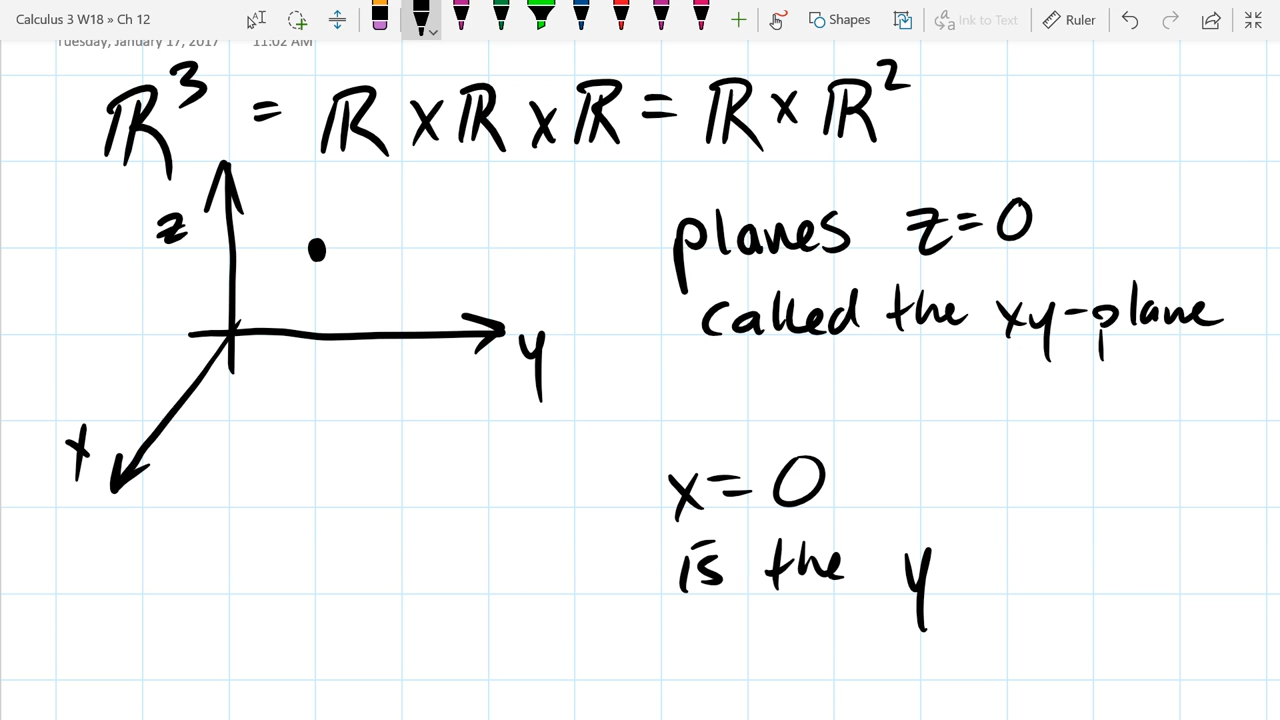 Calculus 3 W18 » Ch 12
Link to Text
Shapes
Ruler
Tuesday, January 17, 2017 11:02 AM
ℝ³ = ℝ × ℝ × ℝ = ℝ × ℝ²
z
planes z=0
called the xy-plane
y
x
x=0
is the y